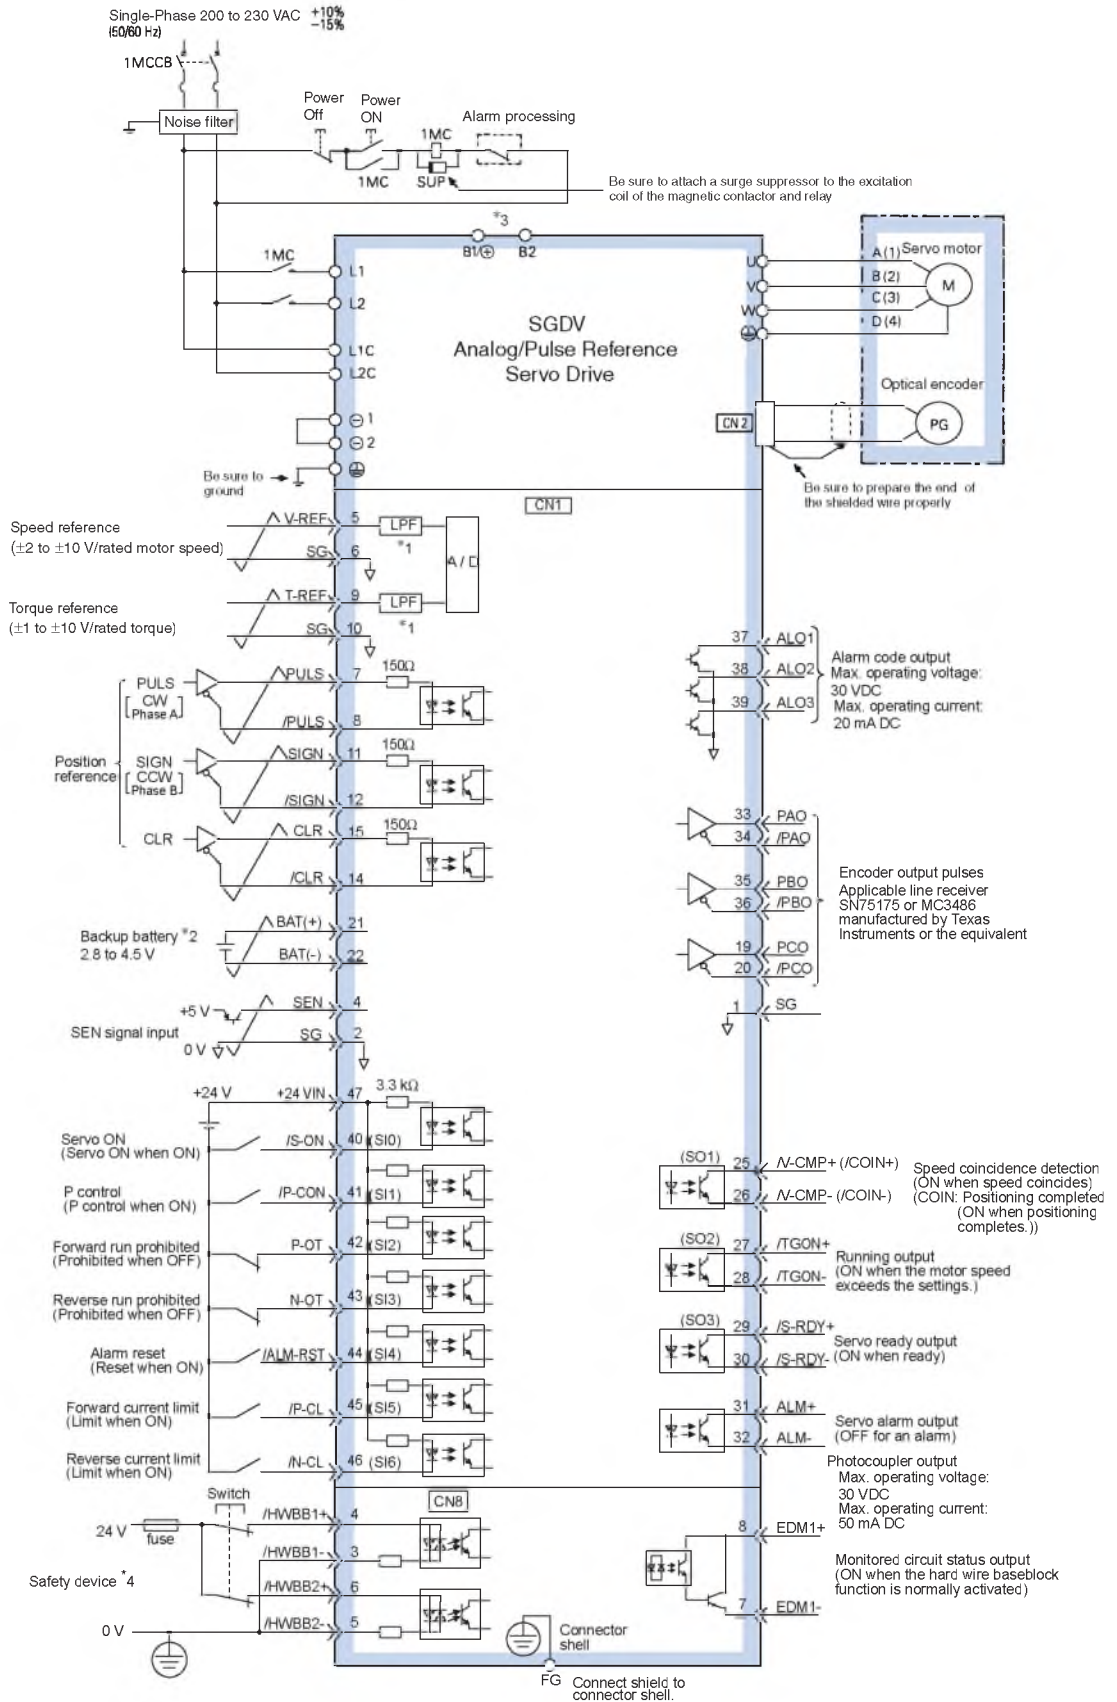 Single-Phase 200 to 230 VAC +10% −15%
(50/60 Hz)
1MCCB
Noise filter
Power Off
Power ON
1MC
Alarm processing
1MC
SUP
Be sure to attach a surge suppressor to the excitation
coil of the magnetic contactor and relay
*3
B1/⊕ B2
1MC
L1
L2
L1C
L2C
⊖ 1
⊖ 2
Be sure to
ground
SGDV
Analog/Pulse Reference
Servo Drive
U
V
W
A (1)
B (2)
C (3)
D (4)
Servo motor
M
Optical encoder
PG
CN 2
Be sure to prepare the end of
the shielded wire properly
CN1
Speed reference
(±2 to ±10 V/rated motor speed)
V-REF 5 LPF
*1
SG 6
A / D
Torque reference
(±1 to ±10 V/rated torque)
T-REF 9 LPF
*1
SG 10
Position
reference
PULS
CW
Phase A
PULS 7 150Ω
/PULS 8
SIGN
CCW
Phase B
SIGN 11 150Ω
/SIGN 12
CLR
CLR 15 150Ω
/CLR 14
Backup battery *2
2.8 to 4.5 V
BAT(+) 21
BAT(-) 22
SEN signal input
+5 V
0 V
SEN 4
SG 2
+24 V
+24 VIN 47 3.3 kΩ
Servo ON
(Servo ON when ON)
/S-ON 40 (SI0)
P control
(P control when ON)
/P-CON 41 (SI1)
Forward run prohibited
(Prohibited when OFF)
P-OT 42 (SI2)
Reverse run prohibited
(Prohibited when OFF)
N-OT 43 (SI3)
Alarm reset
(Reset when ON)
/ALM-RST 44 (SI4)
Forward current limit
(Limit when ON)
/P-CL 45 (SI5)
Reverse current limit
(Limit when ON)
/N-CL 46 (SI6)
37 ALO1
38 ALO2
39 ALO3
Alarm code output
Max. operating voltage:
30 VDC
Max. operating current:
20 mA DC
33 PAO
34 /PAO
35 PBO
36 /PBO
19 PCO
20 /PCO
Encoder output pulses
Applicable line receiver
SN75175 or MC3486
manufactured by Texas
Instruments or the equivalent
1 SG
(SO1)
25 /V-CMP+ (/COIN+)
26 /V-CMP- (/COIN-)
Speed coincidence detection
(ON when speed coincides)
(COIN: Positioning completed
(ON when positioning
completes.))
(SO2)
27 /TGON+
28 /TGON-
Running output
(ON when the motor speed
exceeds the settings.)
(SO3)
29 /S-RDY+
30 /S-RDY-
Servo ready output
(ON when ready)
31 ALM+
32 ALM-
Servo alarm output
(OFF for an alarm)
Photocoupler output
Max. operating voltage:
30 VDC
Max. operating current:
50 mA DC
CN8
Switch
24 V
fuse
Safety device *4
0 V
/HWBB1+ 4
/HWBB1- 3
/HWBB2+ 6
/HWBB2- 5
8 EDM1+
7 EDM1-
Monitored circuit status output
(ON when the hard wire baseblock
function is normally activated)
Connector
shell
FG
Connect shield to
connector shell.